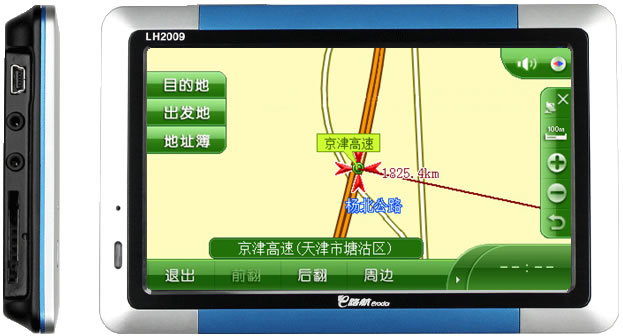 LH2009
目的地
出发地
地址簿
100m
京津高速
1825.4km
杨北公路
京津高速(天津市塘沽区)
退出 前翻 后翻 周边
--:--
e路航 Eroda